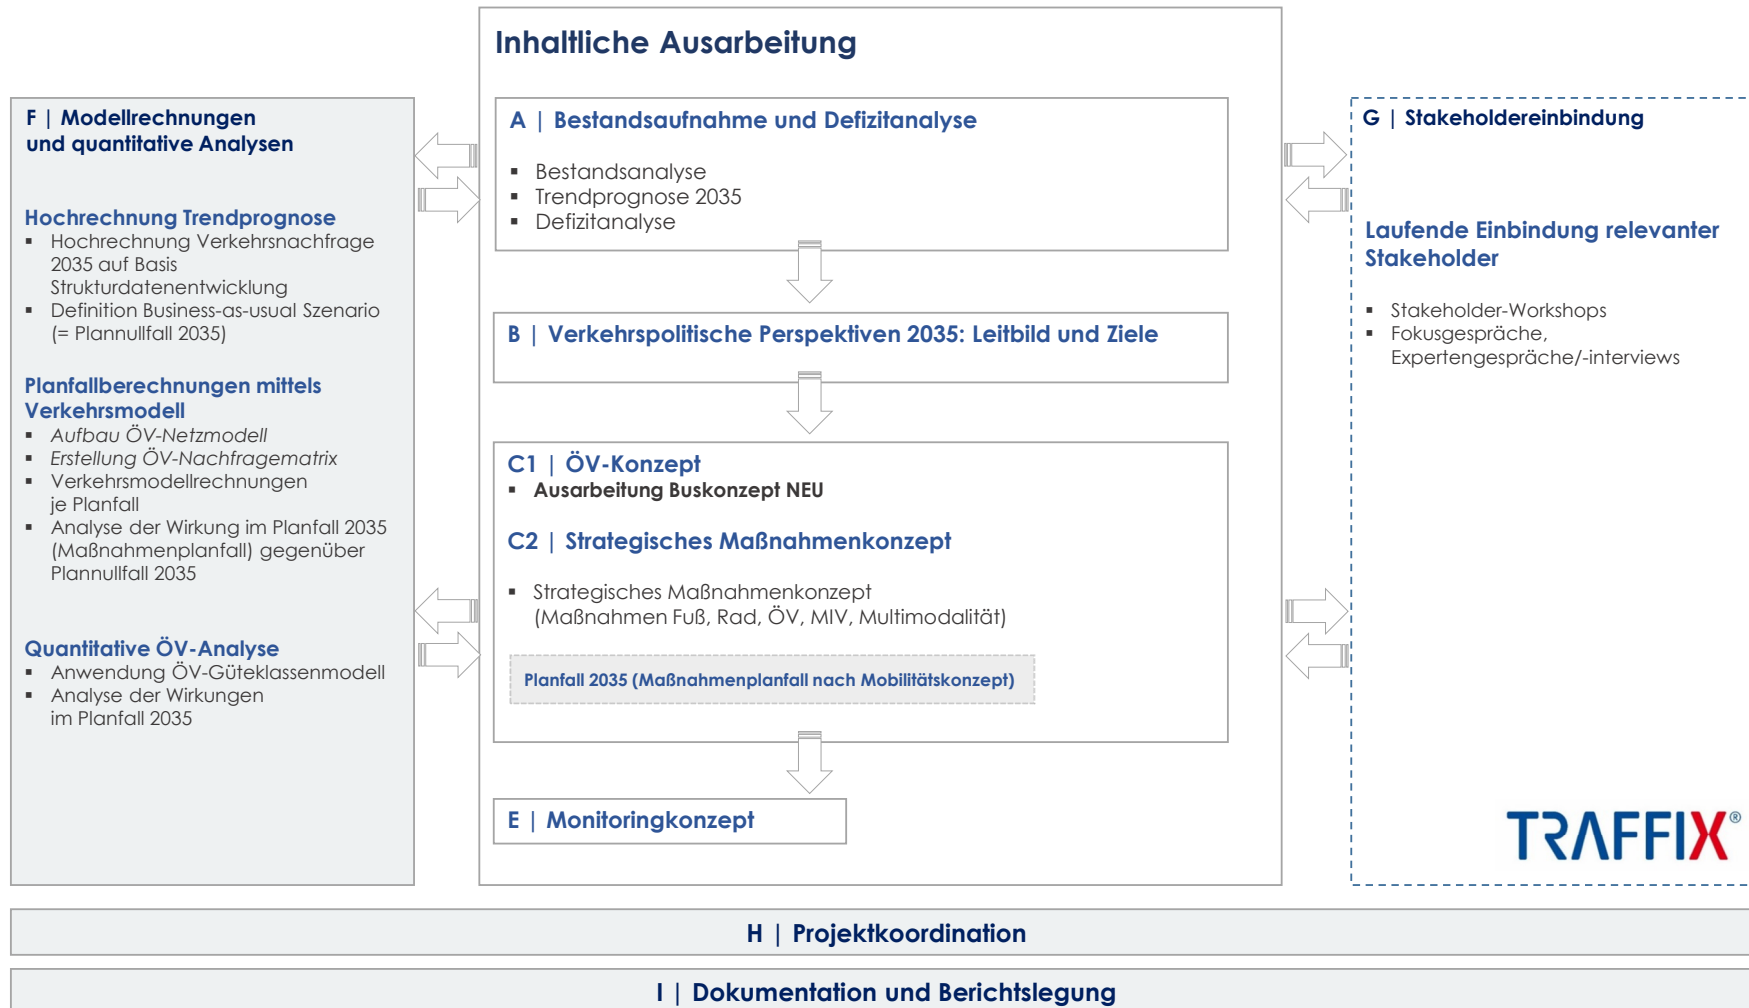 Inhaltliche Ausarbeitung
F | Modellrechnungen
und quantitative Analysen
Hochrechnung Trendprognose
▪ Hochrechnung Verkehrsnachfrage
2035 auf Basis
Strukturdatenentwicklung
▪ Definition Business-as-usual Szenario
(= Plannullfall 2035)
Planfallberechnungen mittels
Verkehrsmodell
▪ Aufbau ÖV-Netzmodell
▪ Erstellung ÖV-Nachfragematrix
▪ Verkehrsmodellrechnungen
je Planfall
▪ Analyse der Wirkung im Planfall 2035
(Maßnahmenplanfall) gegenüber
Plannullfall 2035
Quantitative ÖV-Analyse
▪ Anwendung ÖV-Güteklassenmodell
▪ Analyse der Wirkungen
im Planfall 2035
A | Bestandsaufnahme und Defizitanalyse
▪ Bestandsanalyse
▪ Trendprognose 2035
▪ Defizitanalyse
B | Verkehrspolitische Perspektiven 2035: Leitbild und Ziele
C1 | ÖV-Konzept
▪ Ausarbeitung Buskonzept NEU
C2 | Strategisches Maßnahmenkonzept
▪ Strategisches Maßnahmenkonzept
(Maßnahmen Fuß, Rad, ÖV, MIV, Multimodalität)
Planfall 2035 (Maßnahmenplanfall nach Mobilitätskonzept)
E | Monitoringkonzept
G | Stakeholdereinbindung
Laufende Einbindung relevanter
Stakeholder
▪ Stakeholder-Workshops
▪ Fokusgespräche,
Expertengespräche/-interviews
TRAFFIX®
H | Projektkoordination
I | Dokumentation und Berichtslegung